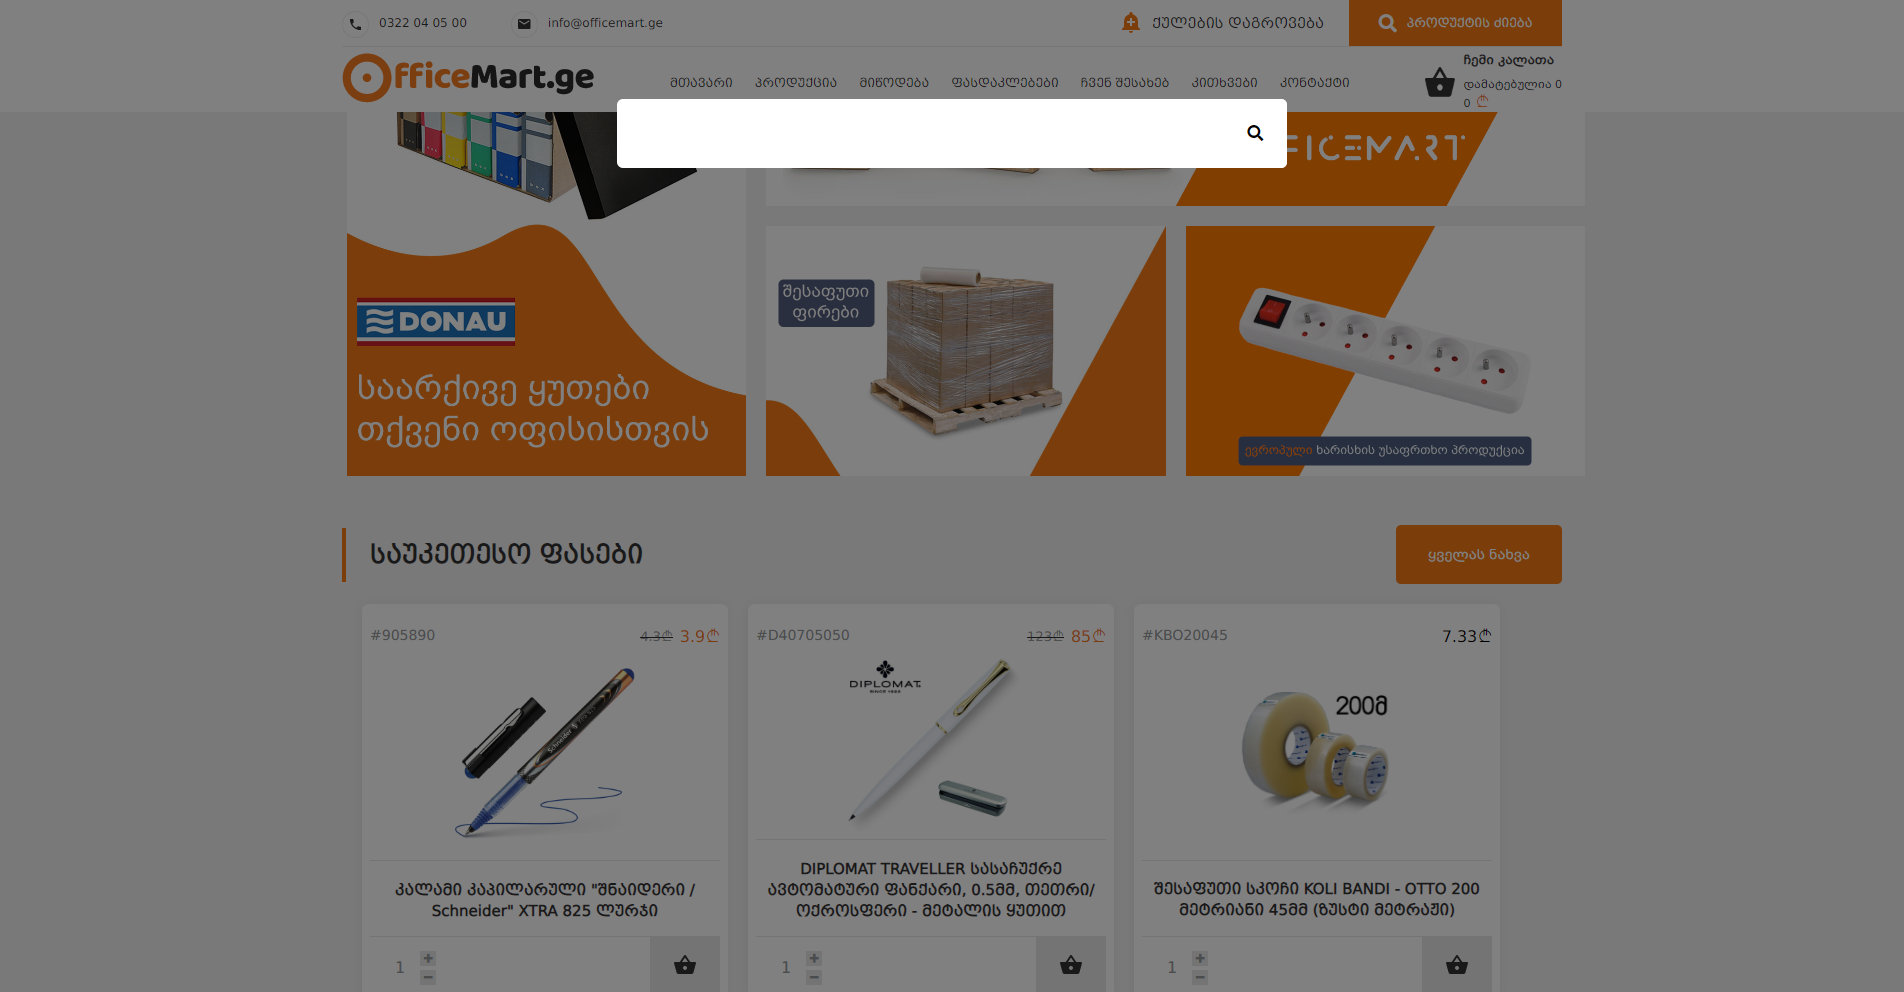 0322 04 05 00
info@officemart.ge
ქულების დაგროვება
პროდუქტის ძიება
OfficeMart.ge
მთავარი
პროდუქცია
მიწოდება
ფასდაკლებები
ჩვენ შესახებ
კითხვები
კონტაქტი
ჩემი კალათა
დამატებულია 0
0 ₾
FICEMART
DONAU
საარქივე ყუთები
თქვენი ოფისისთვის
შესაფუთი
ფირები
ევროპული ხარისხის უსაფრთხო პროდუქცია
საუკეთესო ფასები
ყველას ნახვა
#905890
4.3₾ 3.9₾
#D40705050
123₾ 85₾
#KBO20045
7.33₾
Schneider
DIPLOMAT
SINCE 1922
200მ
კალამი კაპილარული "შნაიდერი /
Schneider" XTRA 825 ლურჯი
DIPLOMAT TRAVELLER სასაჩუქრე
ავტომატური ფანქარი, 0.5მმ, თეთრი/
ოქროსფერი - მეტალის ყუთით
შესაფუთი სკოჩი KOLI BANDI - OTTO 200
მეტრიანი 45მმ (ზუსტი მეტრაჟი)
1
+
−
1
+
−
1
+
−